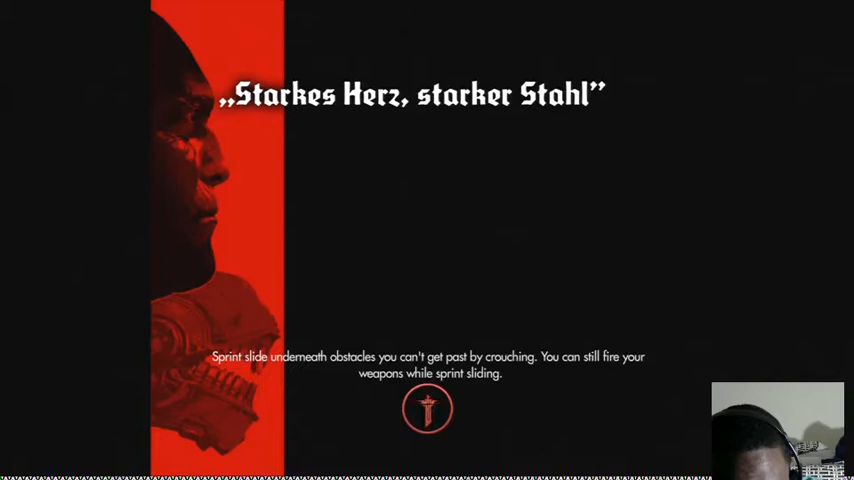 „Starkes Herz, starker Stahl”
Sprint slide underneath obstacles you can't get past by crouching. You can still fire your
weapons while sprint sliding.